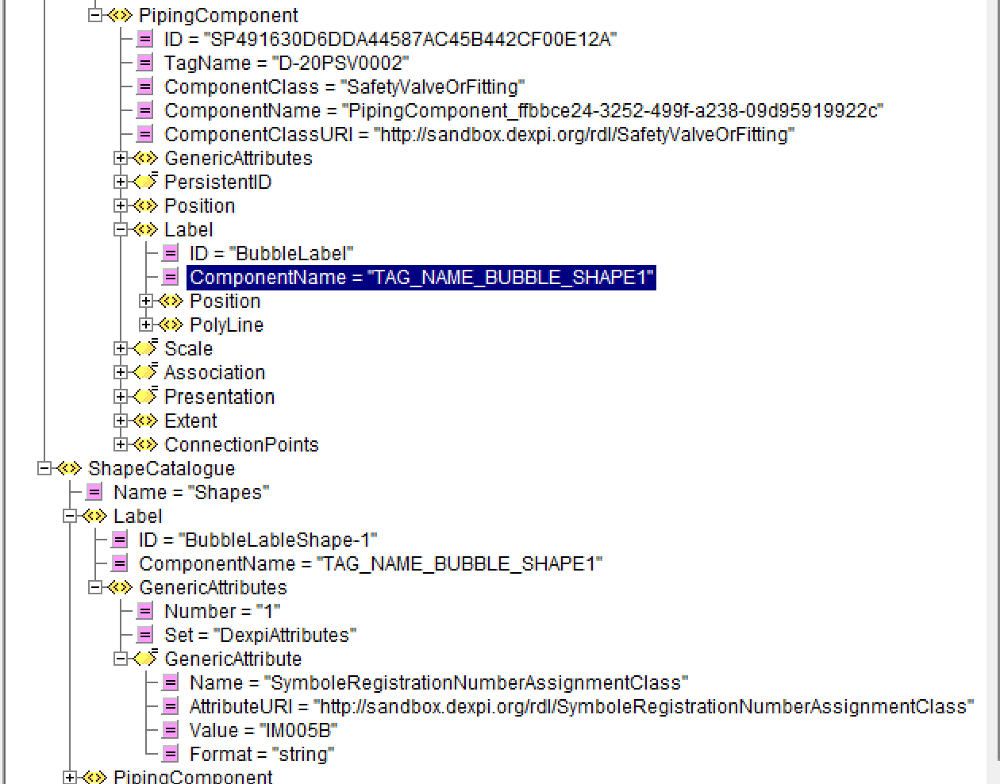 PipingComponent
ID = "SP491630D6DDA44587AC45B442CF00E12A"
TagName = "D-20PSV0002"
ComponentClass = "SafetyValveOrFitting"
ComponentName = "PipingComponent_ffbbce24-3252-499f-a238-09d95919922c"
ComponentClassURI = "http://sandbox.dexpi.org/rdl/SafetyValveOrFitting"
GenericAttributes
PersistentID
Position
Label
ID = "BubbleLabel"
ComponentName = "TAG_NAME_BUBBLE_SHAPE1"
Position
PolyLine
Scale
Association
Presentation
Extent
ConnectionPoints
ShapeCatalogue
Name = "Shapes"
Label
ID = "BubbleLableShape-1"
ComponentName = "TAG_NAME_BUBBLE_SHAPE1"
GenericAttributes
Number = "1"
Set = "DexpiAttributes"
GenericAttribute
Name = "SymboleRegistrationNumberAssignmentClass"
AttributeURI = "http://sandbox.dexpi.org/rdl/SymboleRegistrationNumberAssignmentClass"
Value = "IM005B"
Format = "string"
PipingComponent